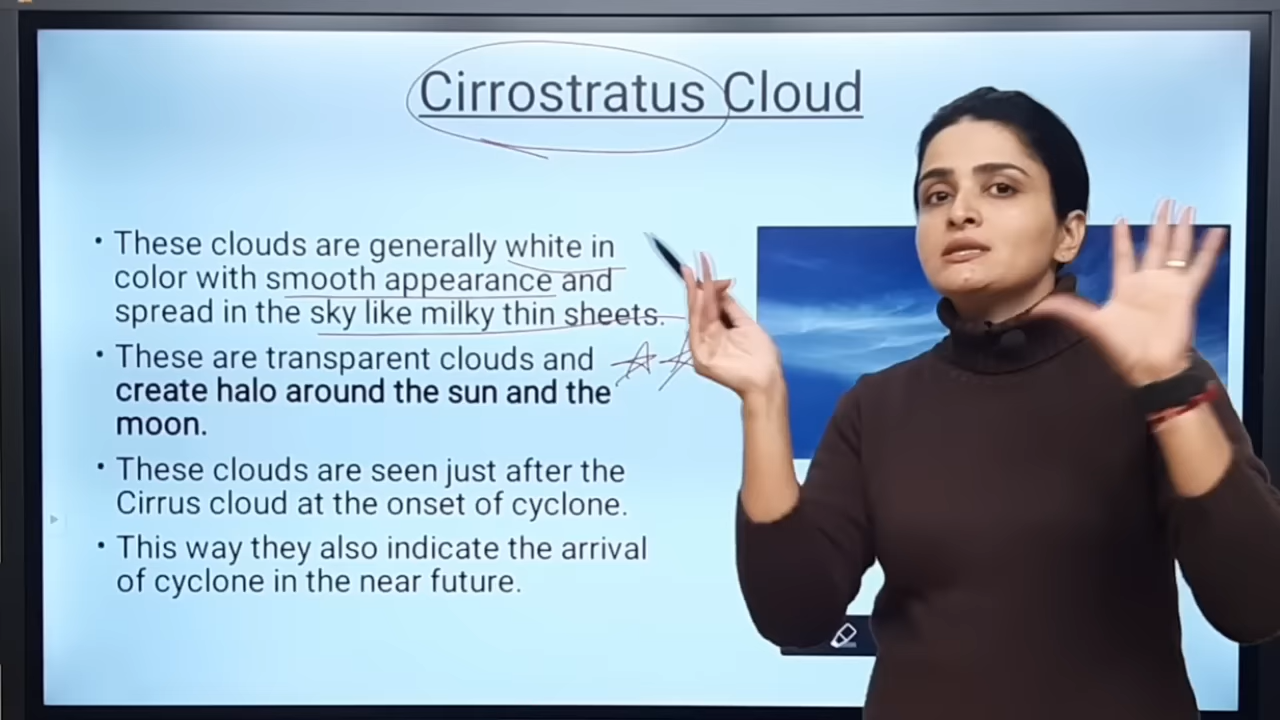 Cirrostratus Cloud
• These clouds are generally white in
color with smooth appearance and
spread in the sky like milky thin sheets.
• These are transparent clouds and
create halo around the sun and the
moon.
• These clouds are seen just after the
Cirrus cloud at the onset of cyclone.
• This way they also indicate the arrival
of cyclone in the near future.